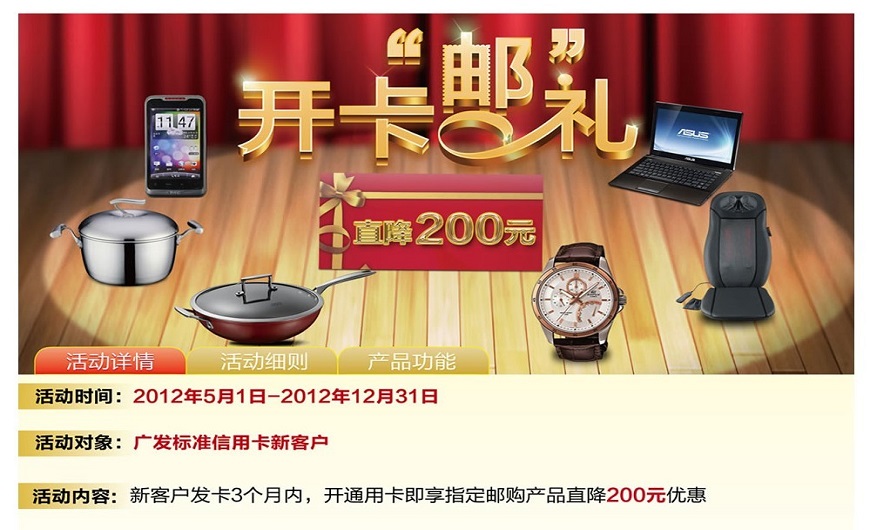 开卡“邮”礼
11:47
ASUS
ASUS
直降200元
活动详情 活动细则 产品功能
活动时间：2012年5月1日-2012年12月31日
活动对象：广发标准信用卡新客户
活动内容：新客户发卡3个月内，开通用卡即享指定邮购产品直降200元优惠